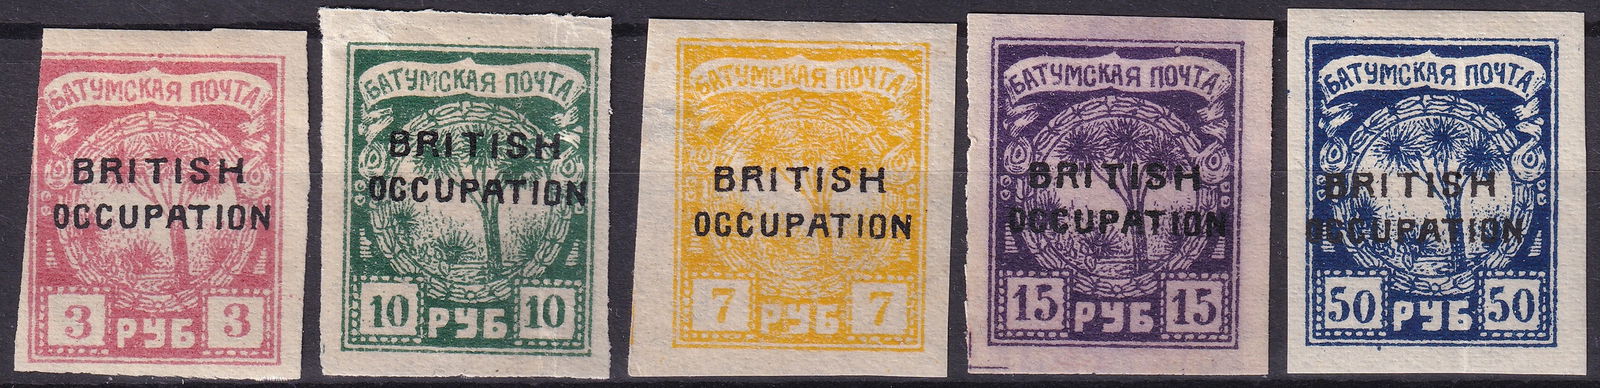 БАТУМСКАЯ ПОЧТА
BRITISH
OCCUPATION
3 РУБ 3
БАТУМСКАЯ ПОЧТА
BRITISH
OCCUPATION
10 РУБ 10
БАТУМСКАЯ ПОЧТА
BRITISH
OCCUPATION
7 РУБ 7
БАТУМСКАЯ ПОЧТА
BRITISH
OCCUPATION
15 РУБ 15
БАТУМСКАЯ ПОЧТА
BRITISH
OCCUPATION
50 РУБ 50